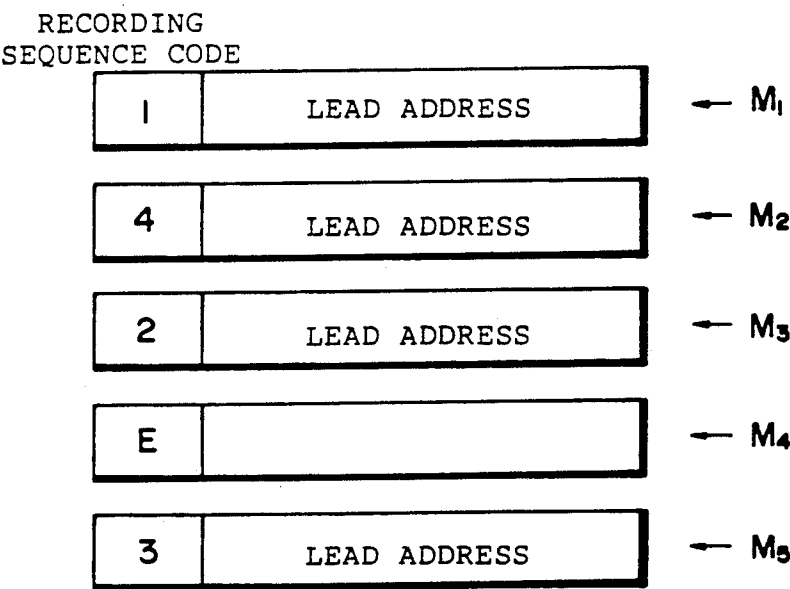 RECORDING
SEQUENCE CODE
1 LEAD ADDRESS ← M₁
4 LEAD ADDRESS ← M₂
2 LEAD ADDRESS ← M₃
E ← M₄
3 LEAD ADDRESS ← M₅